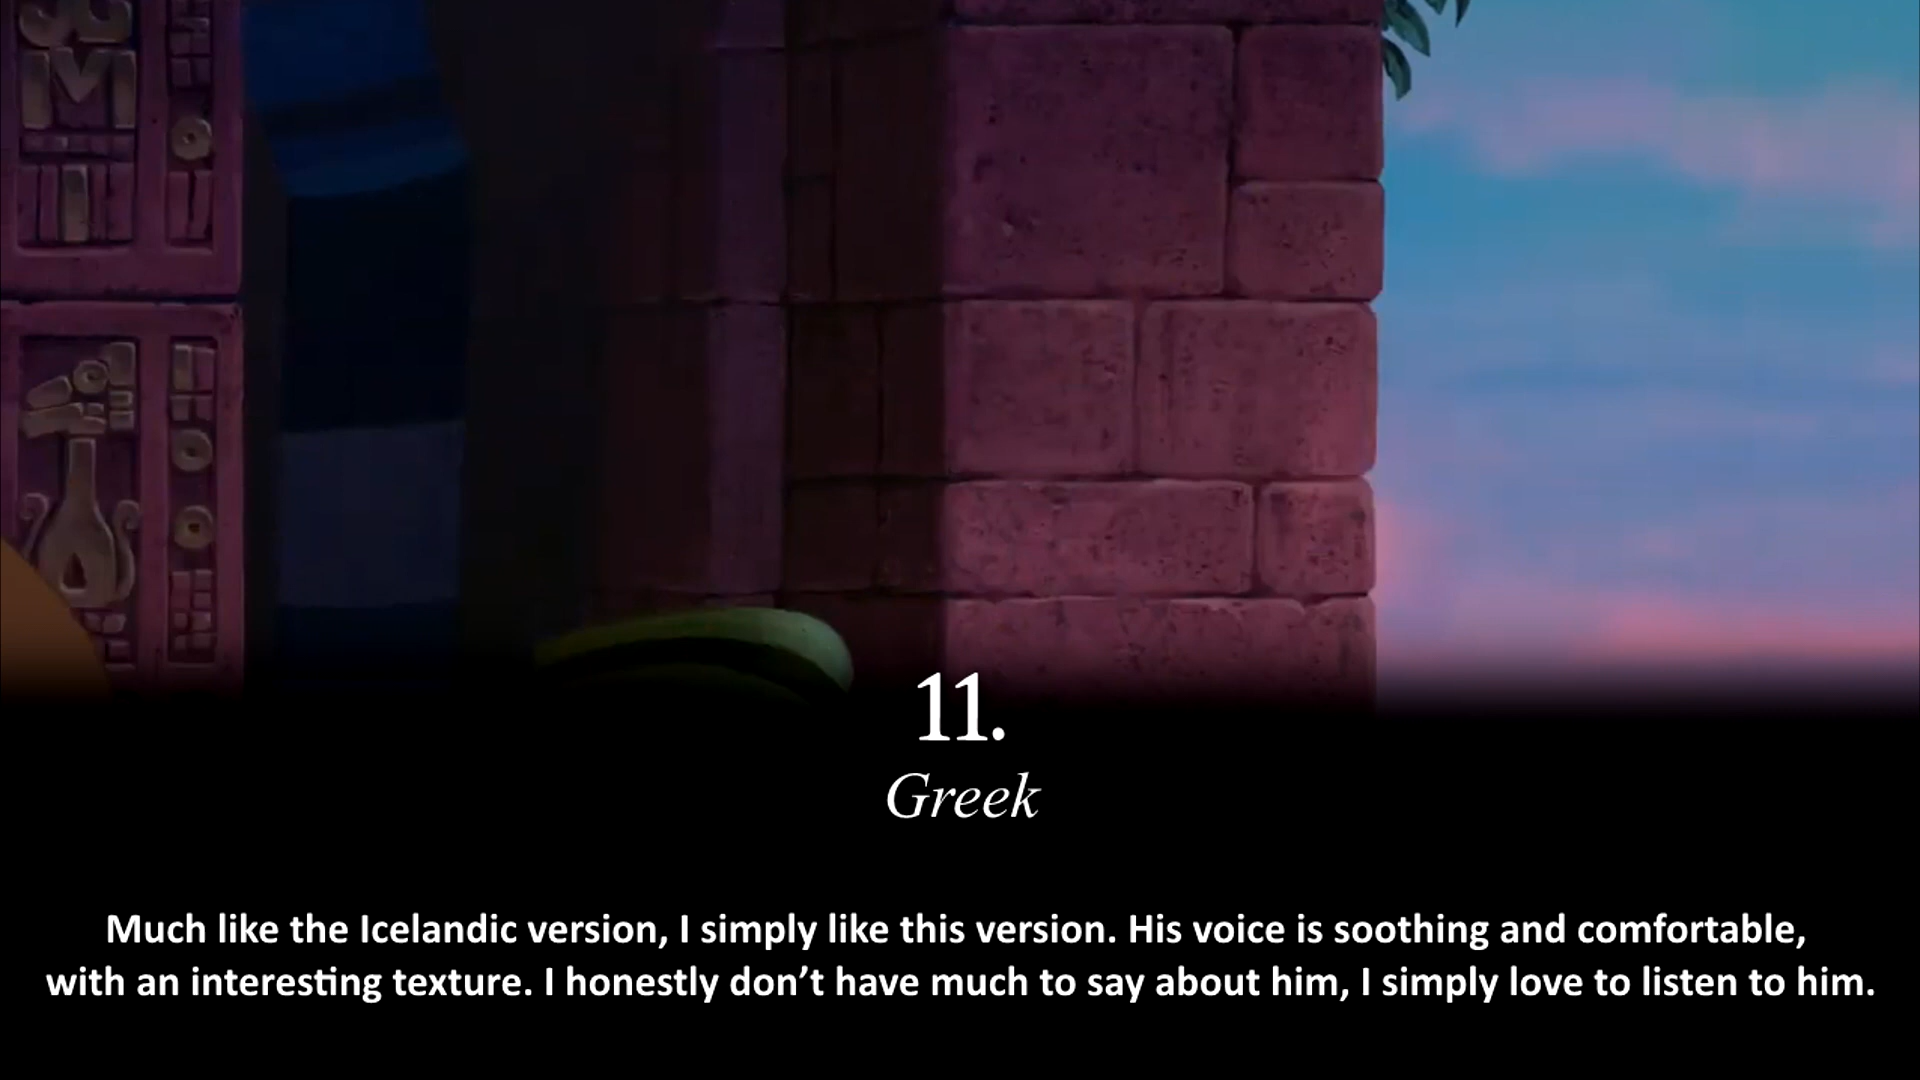 11.
Greek
Much like the Icelandic version, I simply like this version. His voice is soothing and comfortable,
with an interesting texture. I honestly don’t have much to say about him, I simply love to listen to him.